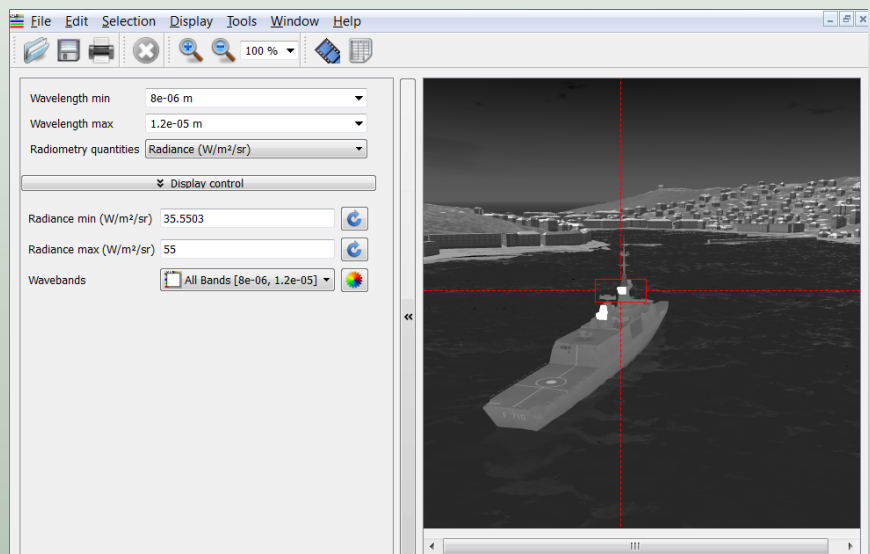 File Edit Selection Display Tools Window Help
100 %
Wavelength min 8e-06 m
Wavelength max 1.2e-05 m
Radiometry quantities Radiance (W/m²/sr)
Display control
Radiance min (W/m²/sr) 35.5503
Radiance max (W/m²/sr) 55
Wavebands All Bands [8e-06, 1.2e-05]
F 710